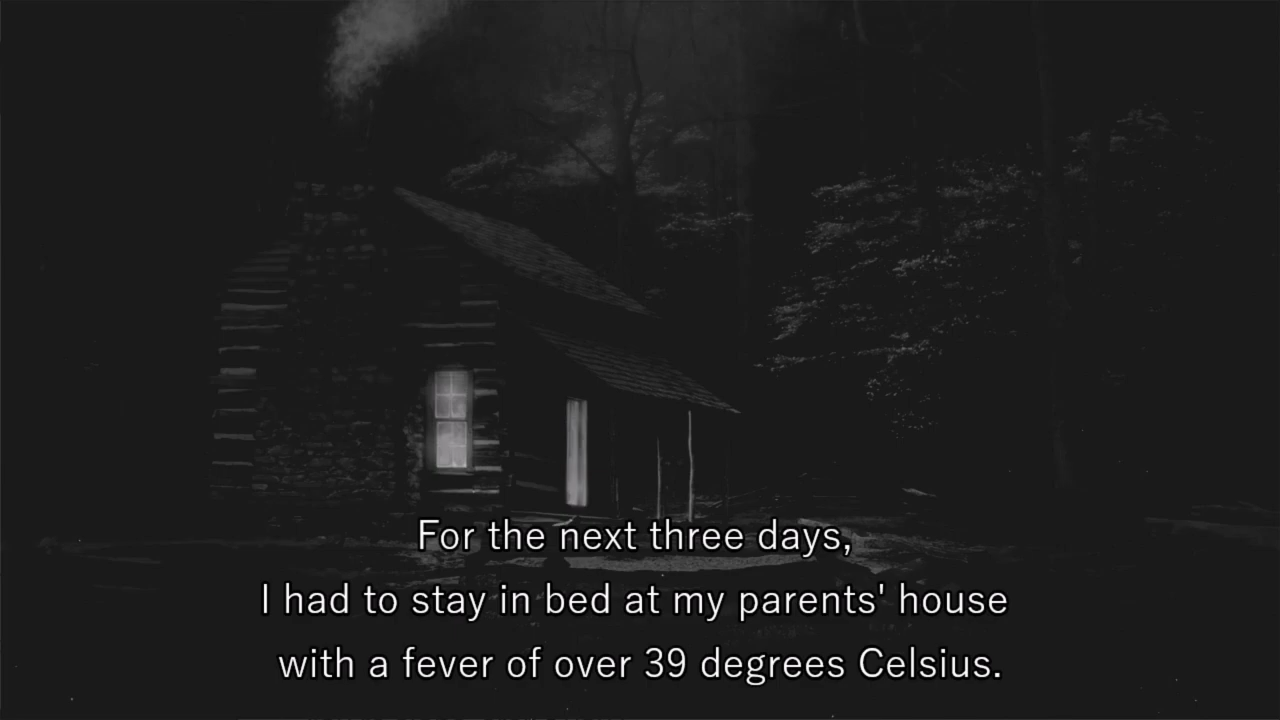 For the next three days,
I had to stay in bed at my parents' house
with a fever of over 39 degrees Celsius.